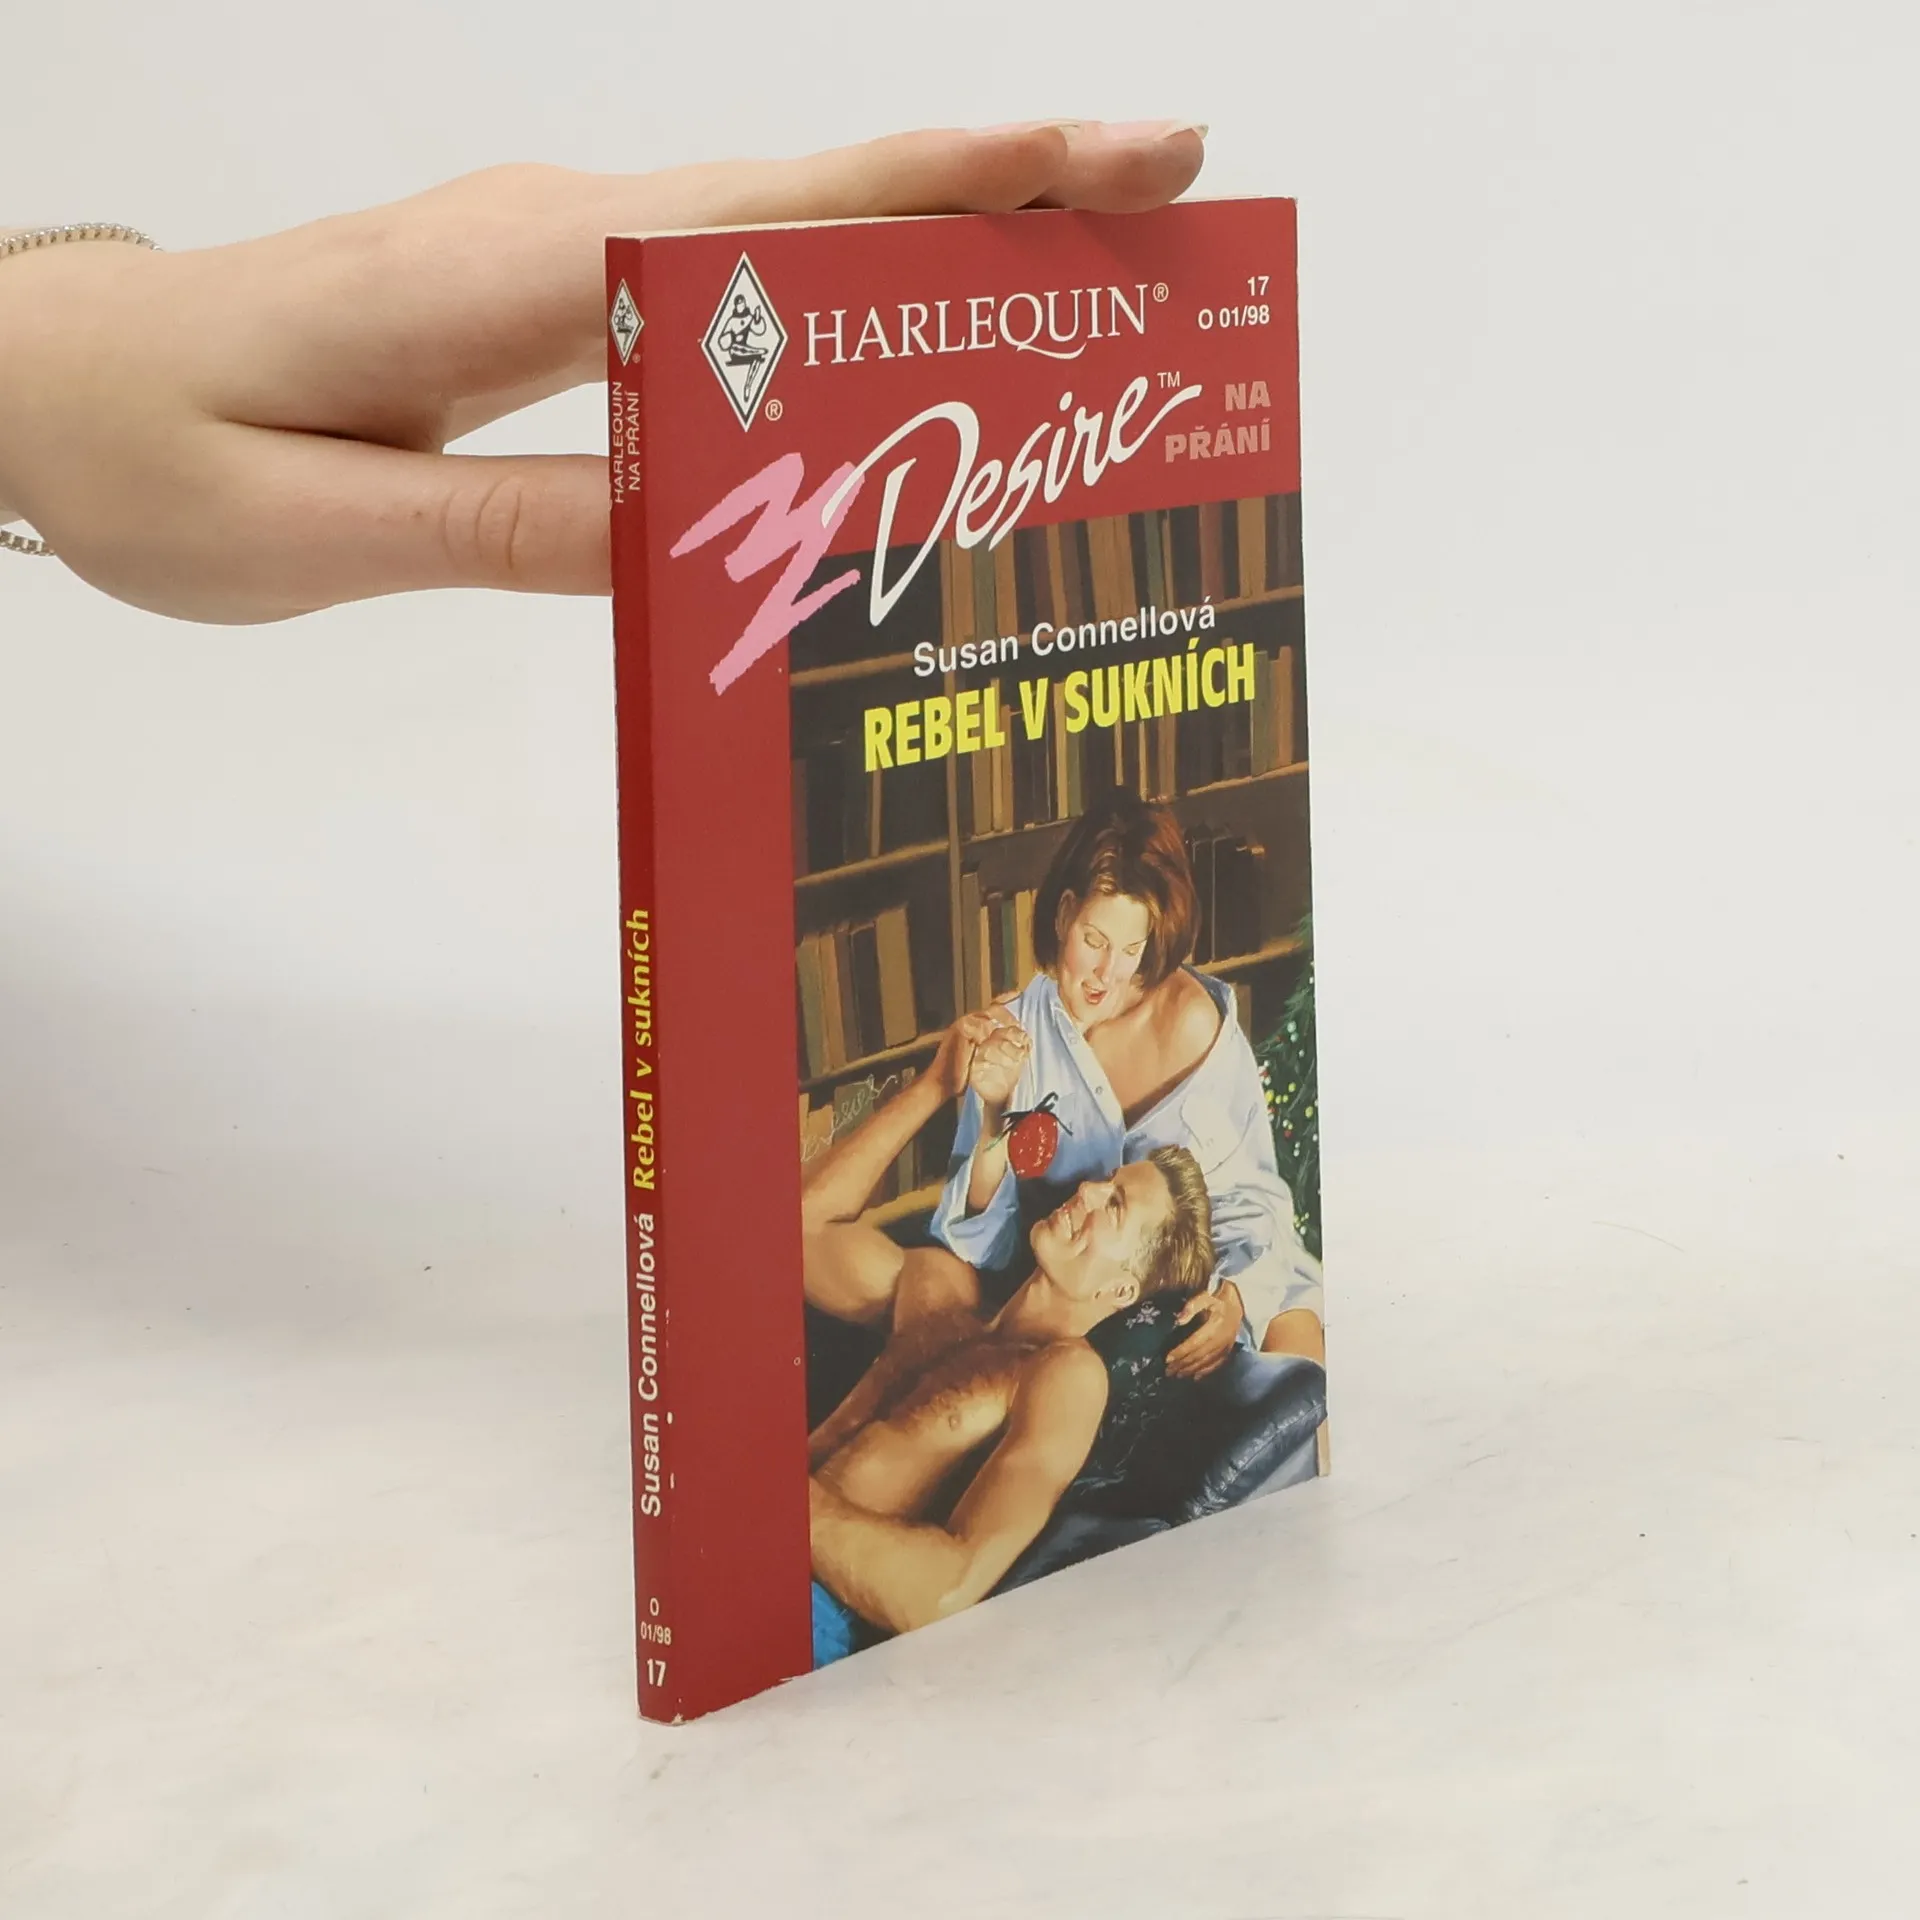 HARLEQUIN®
17
O 01/98
Desire™
NA
PŘÁNÍ
®
Susan Connellová
REBEL V SUKNÍCH
®
HARLEQUIN
NA PŘÁNÍ
Susan Connellová Rebel v sukních
O
01/98
17